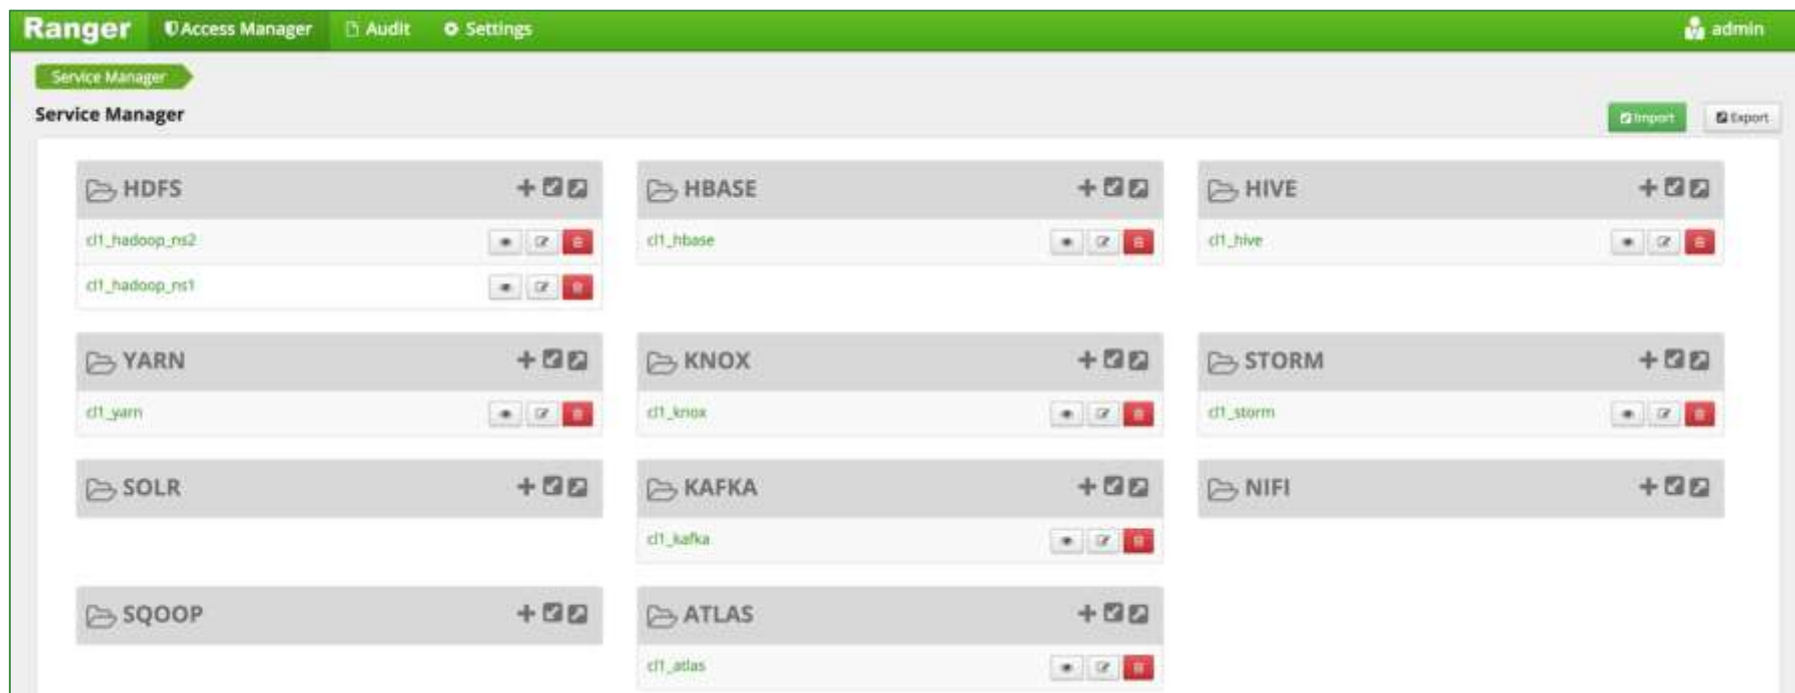 Ranger Access Manager Audit Settings admin
Service Manager
Service Manager Import Export
HDFS HBASE HIVE
cl1_hadoop_ns2 cl1_hbase cl1_hive
cl1_hadoop_ns1
YARN KNOX STORM
cl1_yarn cl1_knox cl1_storm
SOLR KAFKA NIFI
cl1_kafka
SQOOP ATLAS
cl1_atlas